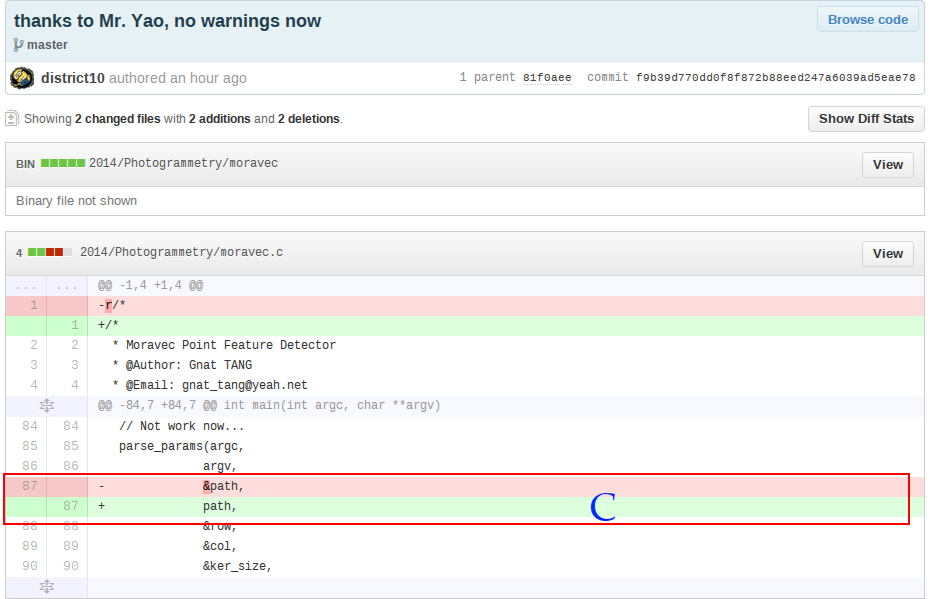 thanks to Mr. Yao, no warnings now
Browse code
master
district10 authored an hour ago
1 parent 81f0aee commit f9b39d770dd0f8f872b88eed247a6039ad5eae78
Showing 2 changed files with 2 additions and 2 deletions.
Show Diff Stats
BIN 2014/Photogrammetry/moravec
View
Binary file not shown
4 2014/Photogrammetry/moravec.c
View
... ... @@ -1,4 +1,4 @@
1 -r/*
1 +/*
2 2 * Moravec Point Feature Detector
3 3 * @Author: Gnat TANG
4 4 * @Email: gnat_tang@yeah.net
@@ -84,7 +84,7 @@ int main(int argc, char **argv)
84 84 // Not work now...
85 85 parse_params(argc,
86 86 argv,
87 - &path,
87 + path,
C
88 88 &row,
89 89 &col,
90 90 &ker_size,